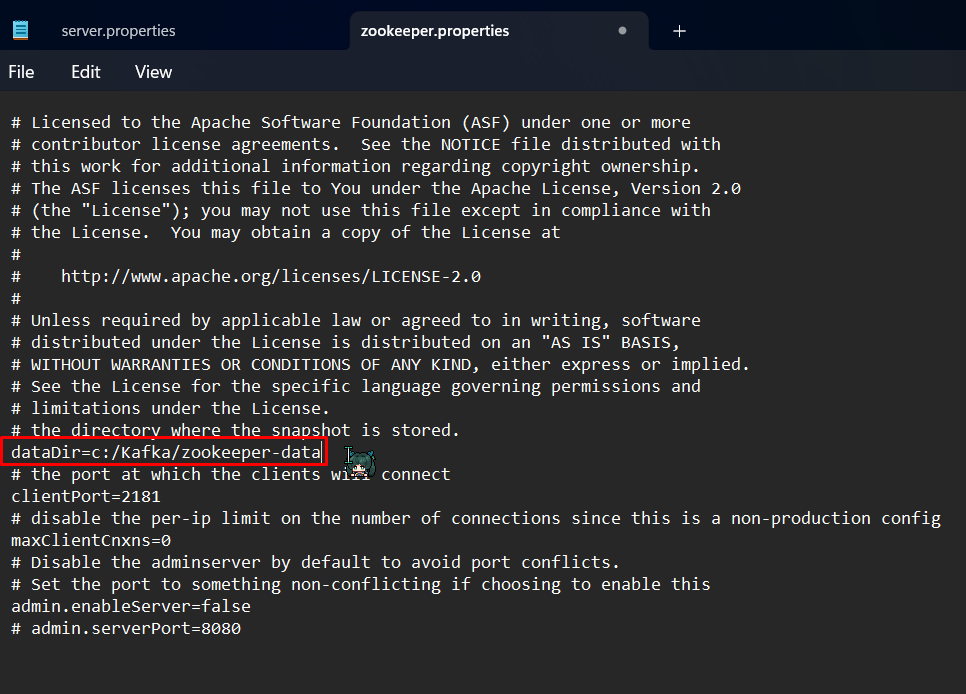 server.properties
zookeeper.properties
File Edit View
# Licensed to the Apache Software Foundation (ASF) under one or more
# contributor license agreements.  See the NOTICE file distributed with
# this work for additional information regarding copyright ownership.
# The ASF licenses this file to You under the Apache License, Version 2.0
# (the "License"); you may not use this file except in compliance with
# the License.  You may obtain a copy of the License at
#
#    http://www.apache.org/licenses/LICENSE-2.0
#
# Unless required by applicable law or agreed to in writing, software
# distributed under the License is distributed on an "AS IS" BASIS,
# WITHOUT WARRANTIES OR CONDITIONS OF ANY KIND, either express or implied.
# See the License for the specific language governing permissions and
# limitations under the License.
# the directory where the snapshot is stored.
dataDir=c:/Kafka/zookeeper-data
# the port at which the clients will connect
clientPort=2181
# disable the per-ip limit on the number of connections since this is a non-production config
maxClientCnxns=0
# Disable the adminserver by default to avoid port conflicts.
# Set the port to something non-conflicting if choosing to enable this
admin.enableServer=false
# admin.serverPort=8080